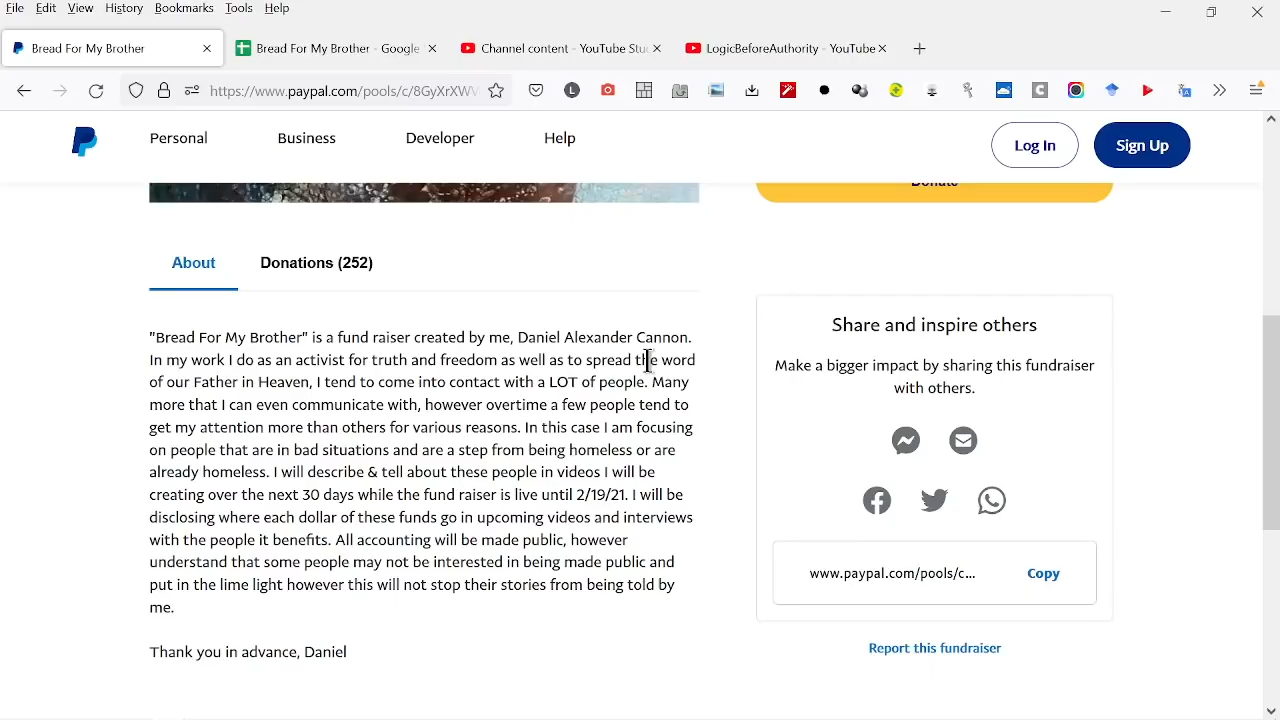 File Edit View History Bookmarks Tools Help
Bread For My Brother
Bread For My Brother - Google
Channel content - YouTube Stu
LogicBeforeAuthority - YouTube
https://www.paypal.com/pools/c/8GyXrXWV
Personal Business Developer Help
Log In
Sign Up
Donate
About
Donations (252)
"Bread For My Brother" is a fund raiser created by me, Daniel Alexander Cannon.
In my work I do as an activist for truth and freedom as well as to spread the word
of our Father in Heaven, I tend to come into contact with a LOT of people. Many
more that I can even communicate with, however overtime a few people tend to
get my attention more than others for various reasons. In this case I am focusing
on people that are in bad situations and are a step from being homeless or are
already homeless. I will describe & tell about these people in videos I will be
creating over the next 30 days while the fund raiser is live until 2/19/21. I will be
disclosing where each dollar of these funds go in upcoming videos and interviews
with the people it benefits. All accounting will be made public, however
understand that some people may not be interested in being made public and
put in the lime light however this will not stop their stories from being told by
me.
Thank you in advance, Daniel
Share and inspire others
Make a bigger impact by sharing this fundraiser
with others.
www.paypal.com/pools/c...
Copy
Report this fundraiser